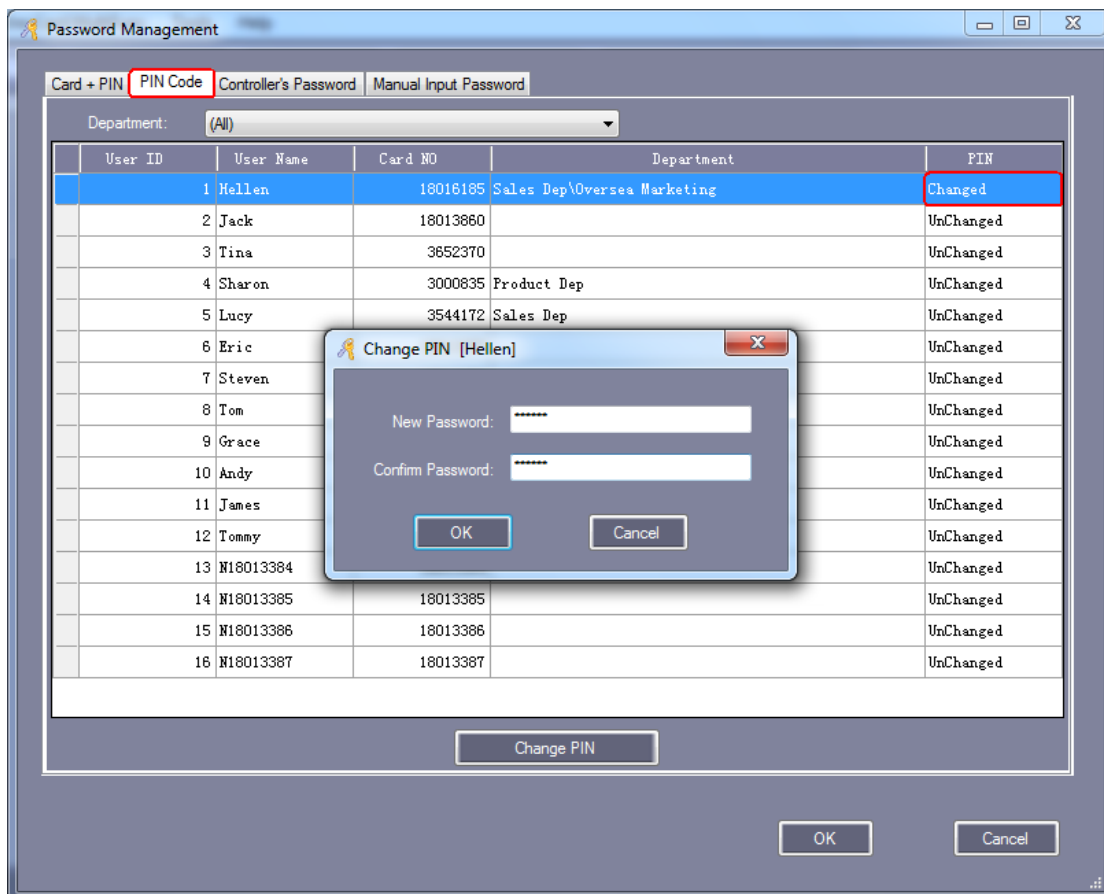 Password Management
Card + PIN PIN Code Controller's Password Manual Input Password
Department: (All)
User ID User Name Card NO Department PIN
1 Hellen 18016185 Sales Dep\Oversea Marketing Changed
2 Jack 18013860 UnChanged
3 Tina 3652370 UnChanged
4 Sharon 3000835 Product Dep UnChanged
5 Lucy 3544172 Sales Dep UnChanged
6 Eric UnChanged
7 Steven UnChanged
8 Tom UnChanged
9 Grace UnChanged
10 Andy UnChanged
11 James UnChanged
12 Tommy UnChanged
13 N18013384 UnChanged
14 N18013385 18013385 UnChanged
15 N18013386 18013386 UnChanged
16 N18013387 18013387 UnChanged
Change PIN [Hellen]
New Password: ******
Confirm Password: ******
OK Cancel
Change PIN
OK Cancel